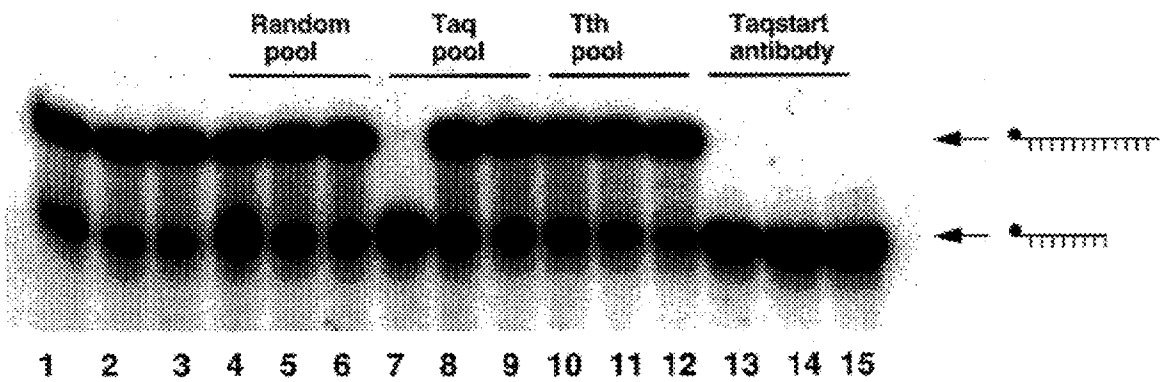 Random pool
Taq pool
Tth pool
Taqstart antibody
1 2 3 4 5 6 7 8 9 10 11 12 13 14 15